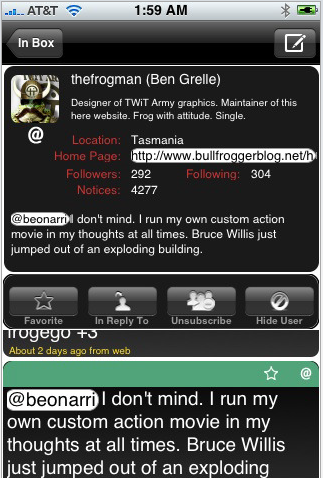 AT&T 1:59 AM
In Box
thefrogman (Ben Grelle)
Designer of TWiT Army graphics. Maintainer of this
here website. Frog with attitude. Single.
@
Location: Tasmania
Home Page: http://www.bullfroggerblog.net/h
Followers: 292 Following: 304
Notices: 4277
@beonarri I don't mind. I run my own custom action
movie in my thoughts at all times. Bruce Willis just
jumped out of an exploding building.
Favorite In Reply To Unsubscribe Hide User
frogego +3
About 2 days ago from web
@
@beonarri I don't mind. I run my
own custom action movie in my
thoughts at all times. Bruce Willis
just jumped out of an exploding